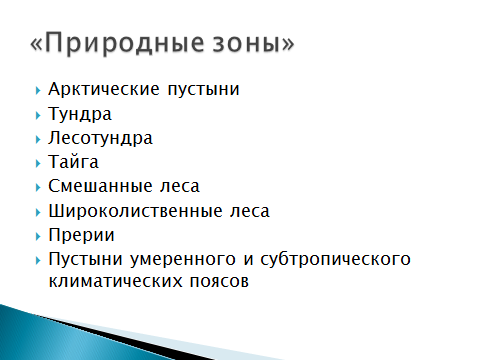 «Природные зоны»
Арктические пустыни
Тундра
Лесотундра
Тайга
Смешанные леса
Широколиственные леса
Прерии
Пустыни умеренного и субтропического
климатических поясов